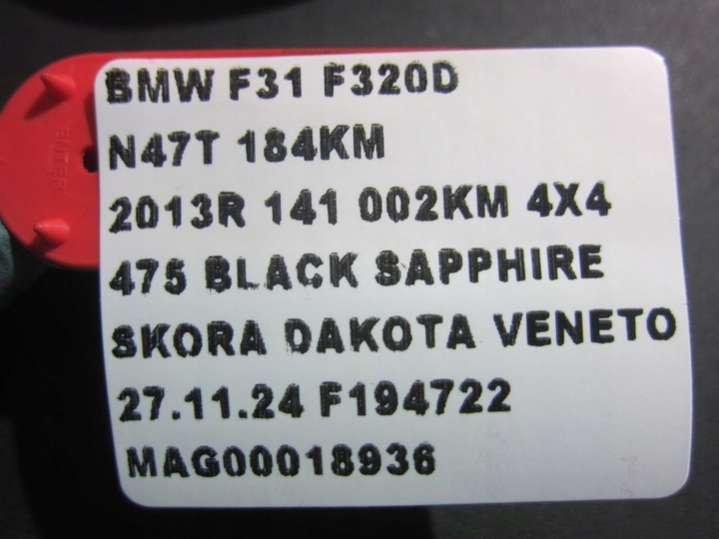 BMW F31 F320D
N47T 184KM
2013R 141 002KM 4X4
475 BLACK SAPPHIRE
SKORA DAKOTA VENETO
27.11.24 F194722
MAG00018936